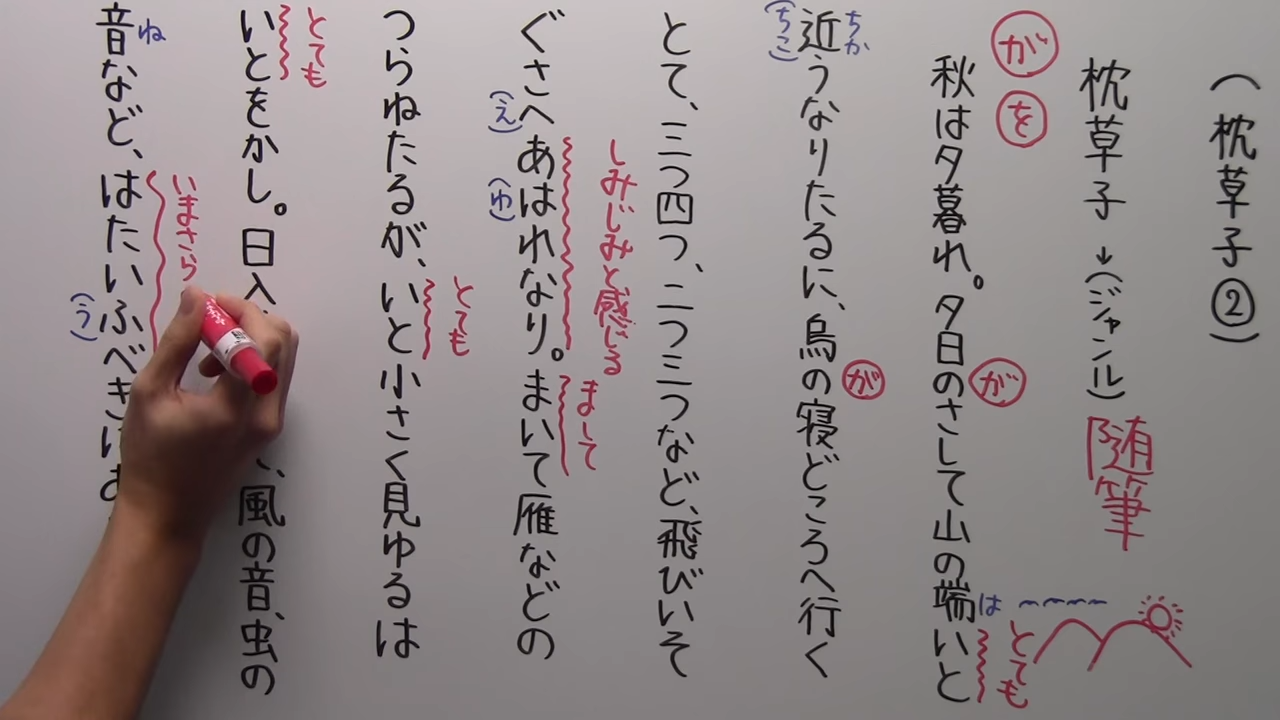 (枕草子②)
枕草子→(ジャンル)随筆
が
を
秋は夕暮れ。夕日のさして山の端いと
が
は
とても
近うなりたるに、烏の寝どころへ行く
ちか
(ちこ)
が
とて、三つ四つ、二つ三つなど、飛びいそ
ぐさへあはれなり。まいて雁などの
しみじみと感じる
まして
(え)
(ゆ)
つらねたるが、いと小さく見ゆるは
とても
いとをかし。日入、風の音、虫の
とても
音など、はたいふべき
ね
いまさら
(う)